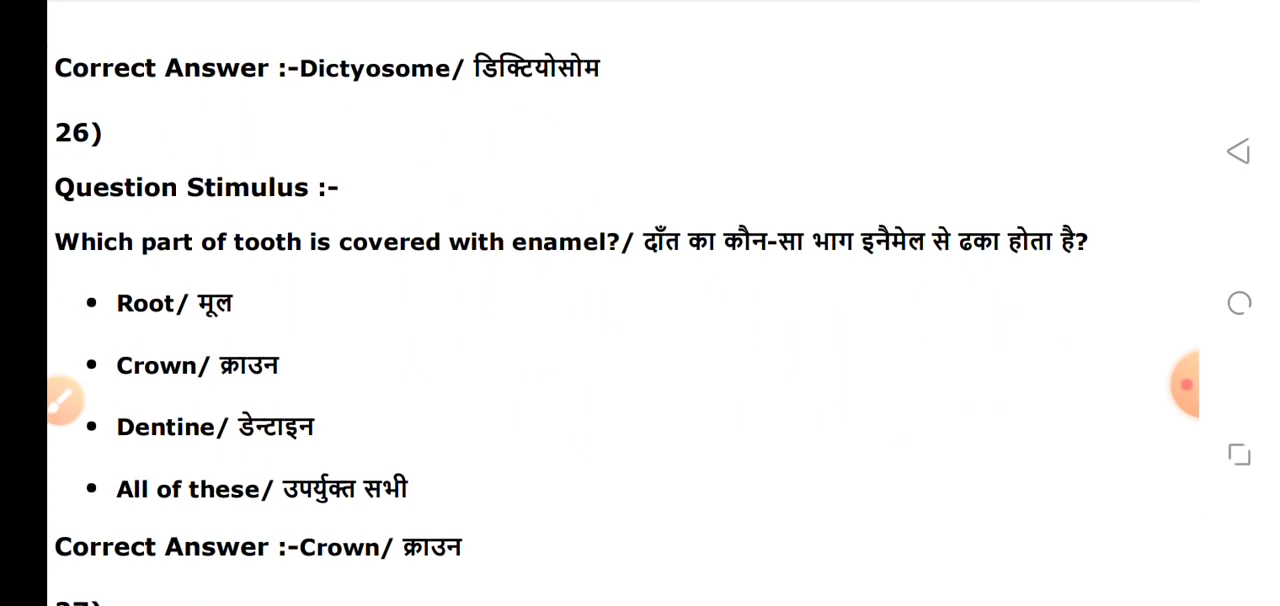 Correct Answer :-Dictyosome/ डिक्टियोसोम
26)
Question Stimulus :-
Which part of tooth is covered with enamel?/ दाँत का कौन-सा भाग इनैमेल से ढका होता है?
• Root/ मूल
• Crown/ क्राउन
• Dentine/ डेन्टाइन
• All of these/ उपर्युक्त सभी
Correct Answer :-Crown/ क्राउन
27)